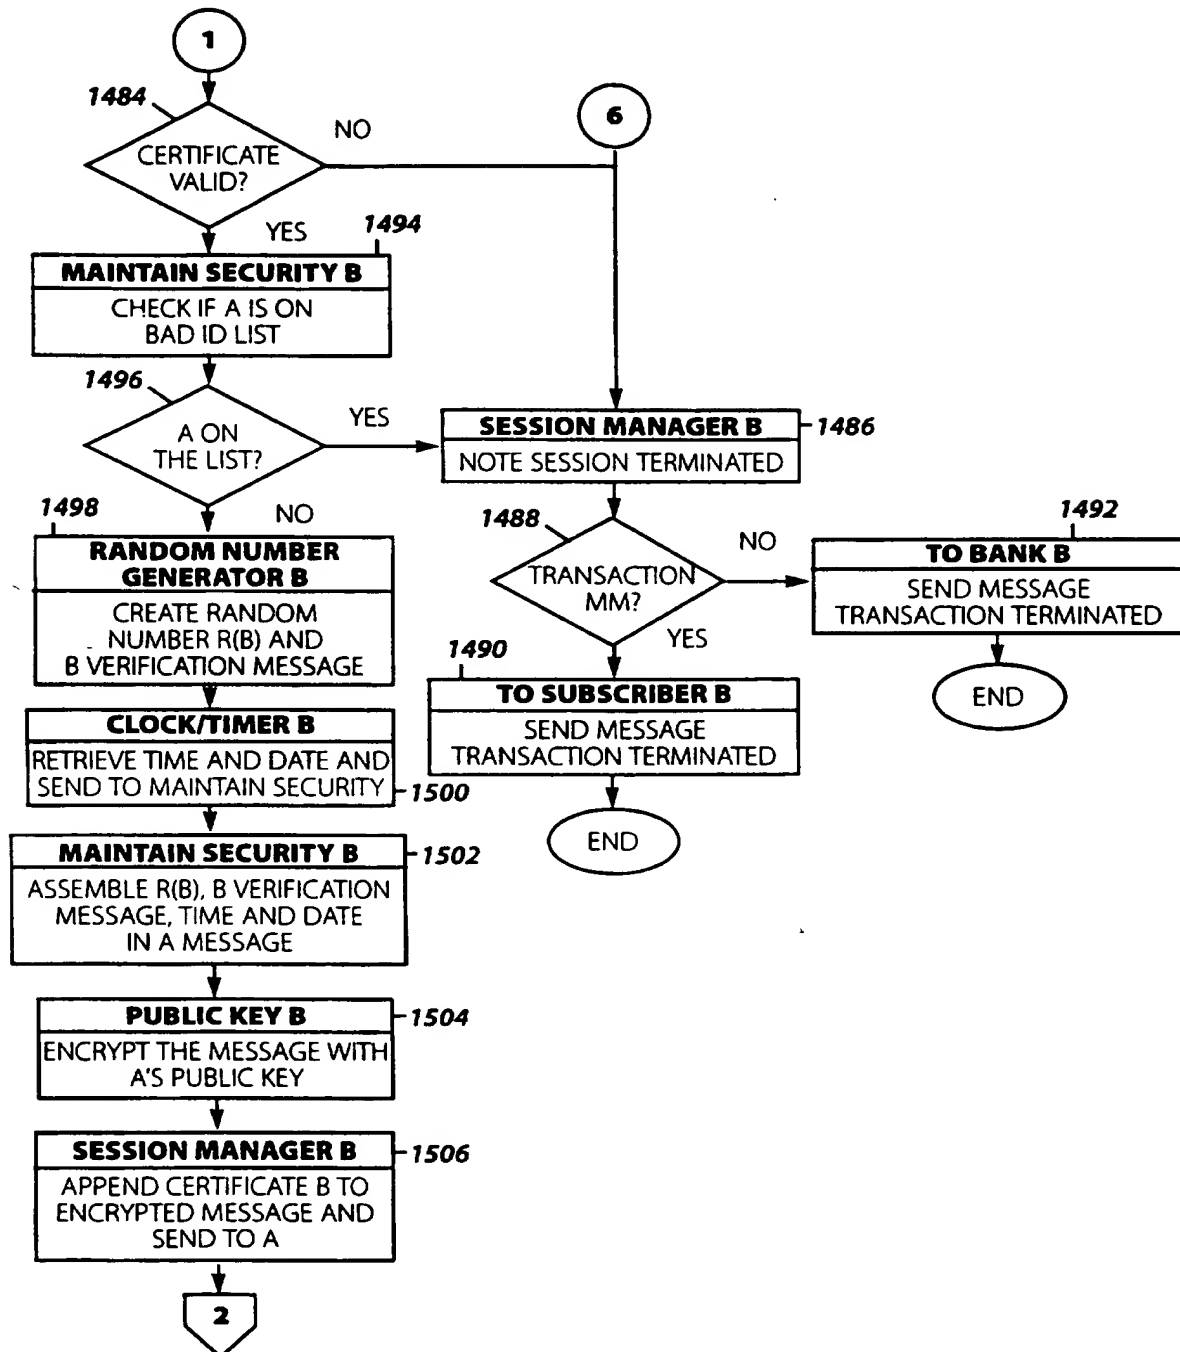 1
1484
CERTIFICATE
VALID?
NO
YES
6
1494
MAINTAIN SECURITY B
CHECK IF A IS ON
BAD ID LIST
1496
A ON
THE LIST?
YES
NO
SESSION MANAGER B
1486
NOTE SESSION TERMINATED
1488
TRANSACTION
MM?
NO
YES
1492
TO BANK B
SEND MESSAGE
TRANSACTION TERMINATED
END
1490
TO SUBSCRIBER B
SEND MESSAGE
TRANSACTION TERMINATED
END
1498
RANDOM NUMBER
GENERATOR B
CREATE RANDOM
NUMBER R(B) AND
B VERIFICATION MESSAGE
CLOCK/TIMER B
RETRIEVE TIME AND DATE AND
SEND TO MAINTAIN SECURITY
1500
MAINTAIN SECURITY B
1502
ASSEMBLE R(B), B VERIFICATION
MESSAGE, TIME AND DATE
IN A MESSAGE
PUBLIC KEY B
1504
ENCRYPT THE MESSAGE WITH
A'S PUBLIC KEY
SESSION MANAGER B
1506
APPEND CERTIFICATE B TO
ENCRYPTED MESSAGE AND
SEND TO A
2